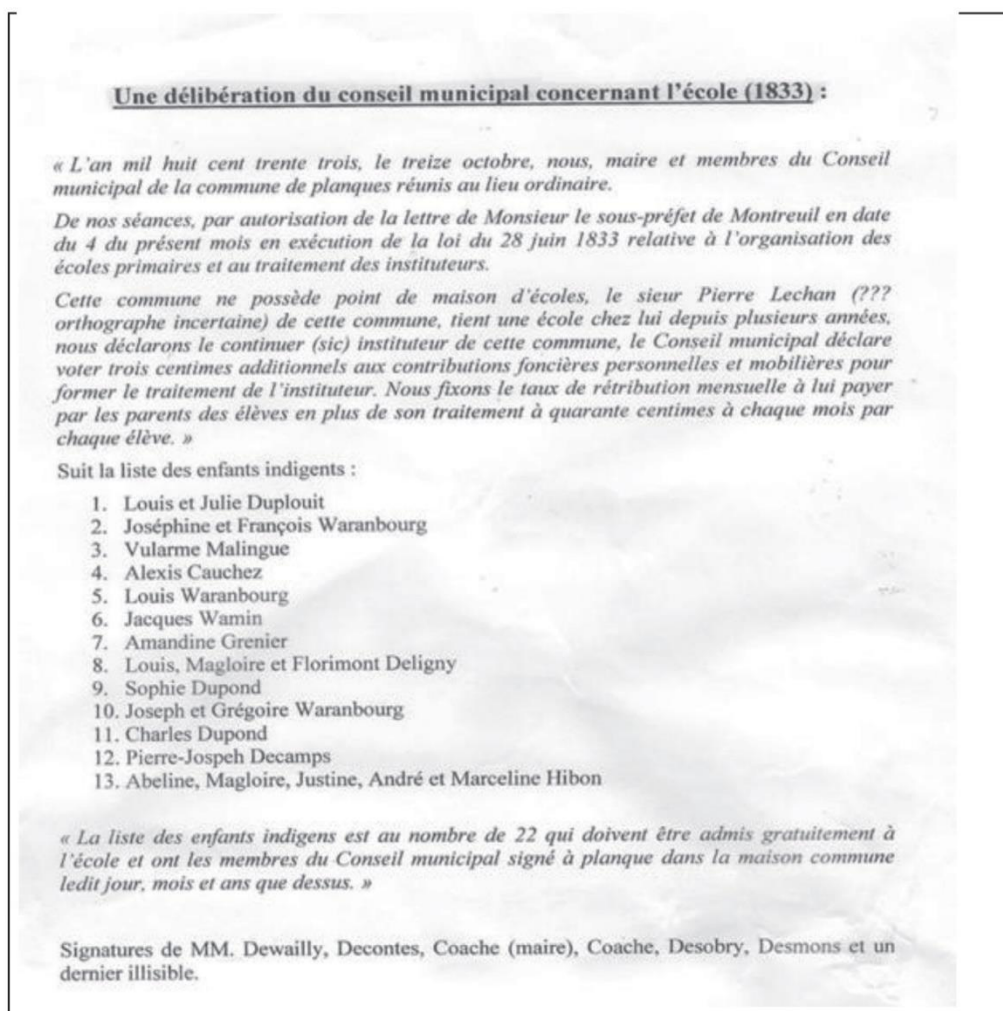 Une délibération du conseil municipal concernant l'école (1833) :
« L'an mil huit cent trente trois, le treize octobre, nous, maire et membres du Conseil
municipal de la commune de planques réunis au lieu ordinaire.
De nos séances, par autorisation de la lettre de Monsieur le sous-préfet de Montreuil en date
du 4 du présent mois en exécution de la loi du 28 juin 1833 relative à l'organisation des
écoles primaires et au traitement des instituteurs.
Cette commune ne possède point de maison d'écoles, le sieur Pierre Lechan (???
orthographe incertaine) de cette commune, tient une école chez lui depuis plusieurs années,
nous déclarons le continuer (sic) instituteur de cette commune, le Conseil municipal déclare
voter trois centimes additionnels aux contributions foncières personnelles et mobilières pour
former le traitement de l'instituteur. Nous fixons le taux de rétribution mensuelle à lui payer
par les parents des élèves en plus de son traitement à quarante centimes à chaque mois par
chaque élève. »
Suit la liste des enfants indigents :
1. Louis et Julie Duplouit
2. Joséphine et François Waranbourg
3. Vularme Malingue
4. Alexis Cauchez
5. Louis Waranbourg
6. Jacques Wamin
7. Amandine Grenier
8. Louis, Magloire et Florimont Deligny
9. Sophie Dupond
10. Joseph et Grégoire Waranbourg
11. Charles Dupond
12. Pierre-Jospeh Decamps
13. Abeline, Magloire, Justine, André et Marceline Hibon
« La liste des enfants indigens est au nombre de 22 qui doivent être admis gratuitement à
l'école et ont les membres du Conseil municipal signé à planque dans la maison commune
ledit jour, mois et ans que dessus. »
Signatures de MM. Dewailly, Decontes, Coache (maire), Coache, Desobry, Desmons et un
dernier illisible.